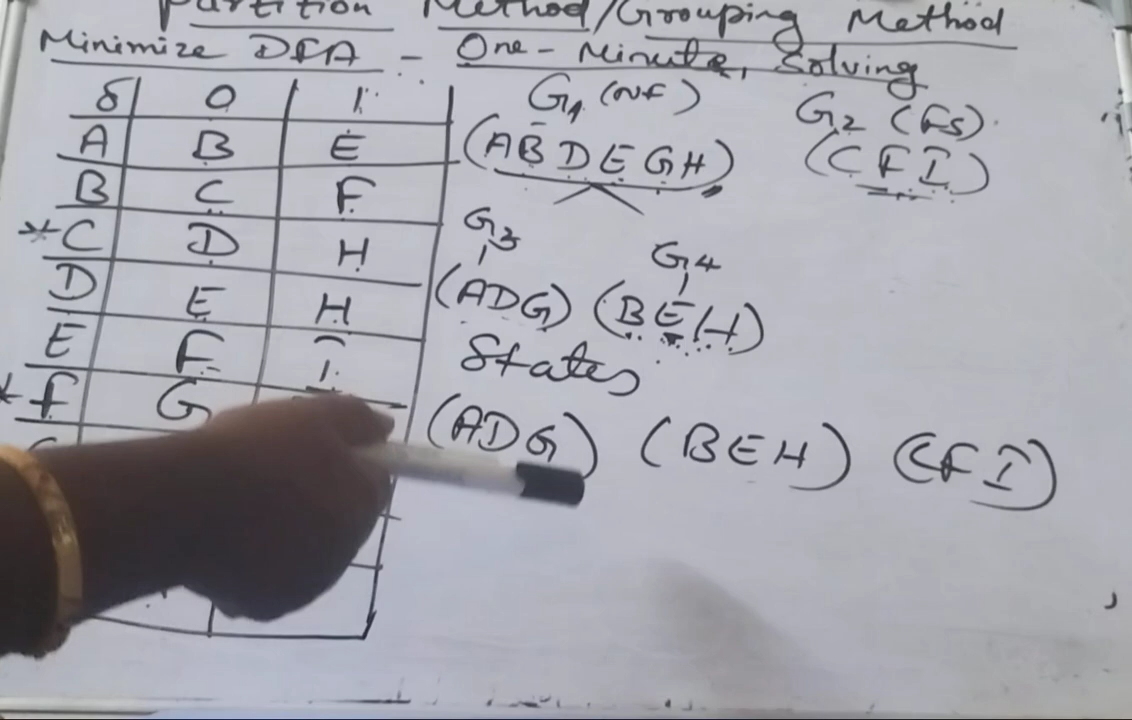 Partition Method/Grouping Method
Minimize DFA - One-Minute, Solving
δ 0 1
A B E
B C F
*C D H
D E H
E F I
*F G
G1 (NF)
(ABDEGH)
G2 (FS)
(CFI)
G3
(ADG)
G4
(BEH)
States
(ADG) (BEH) (CFI)